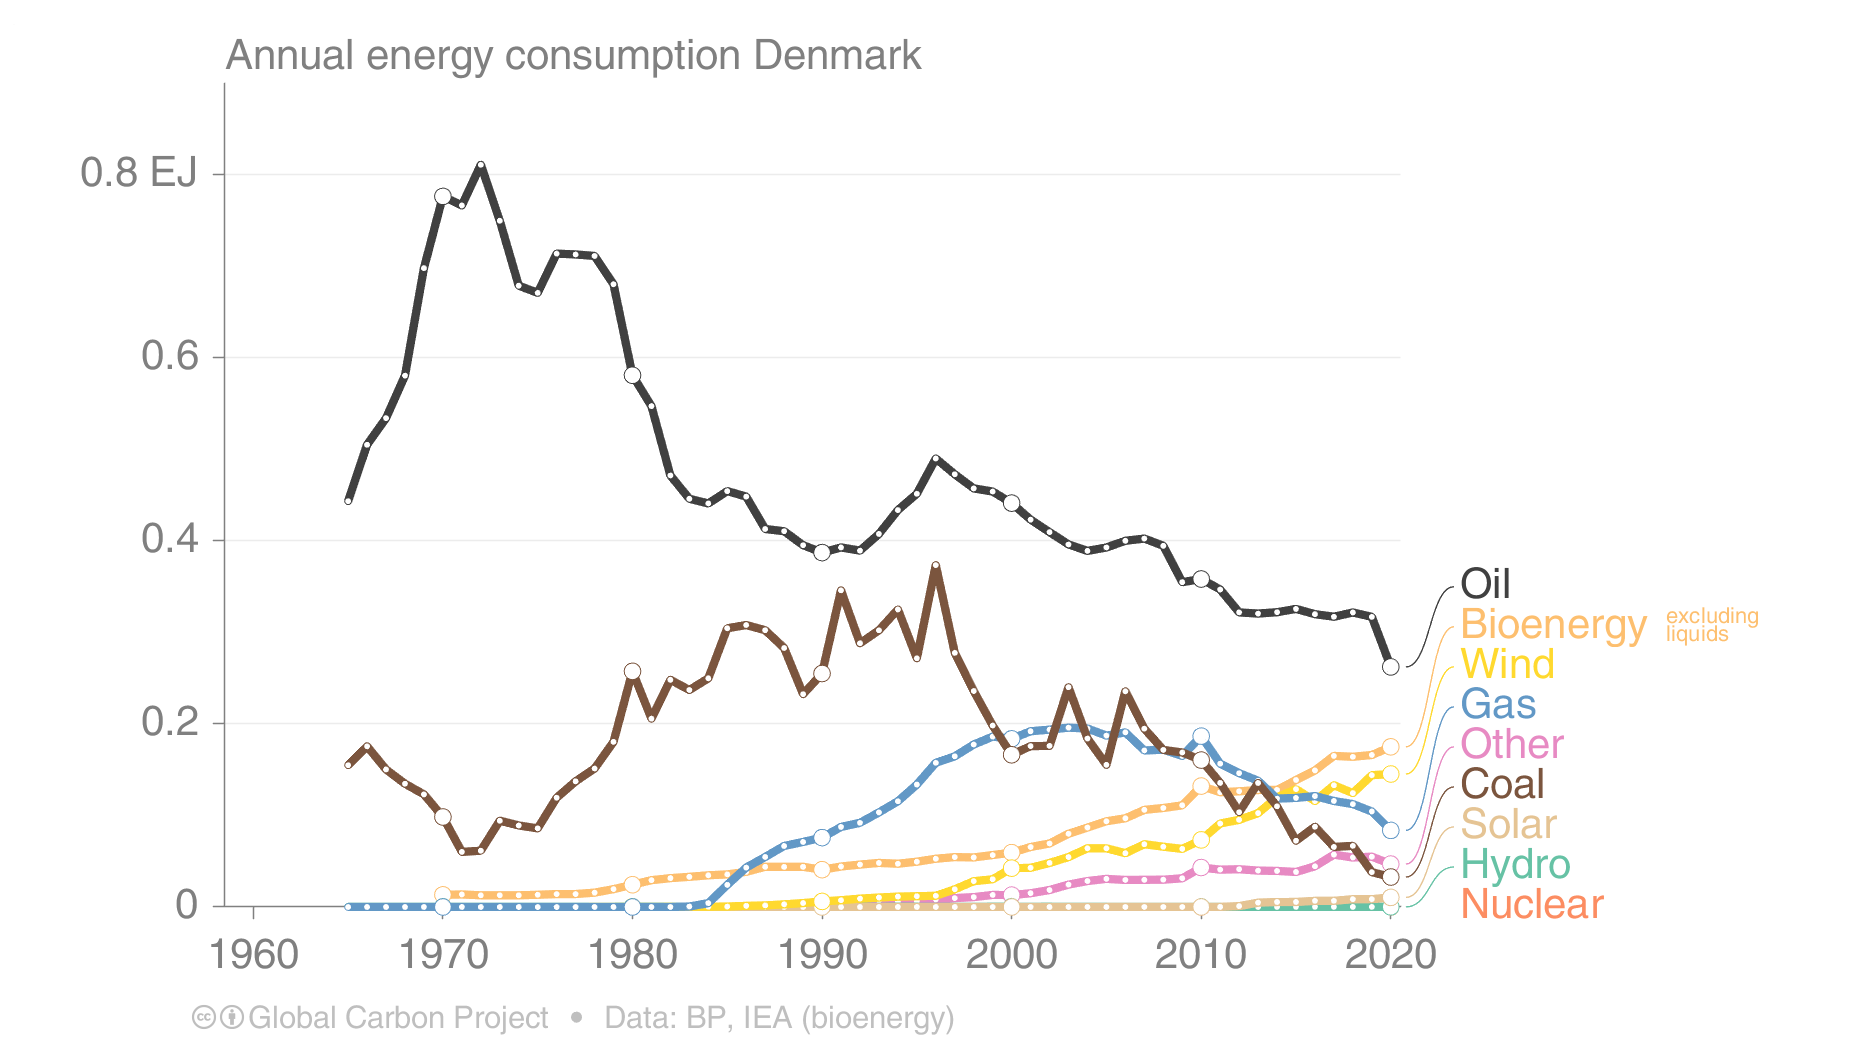 Annual energy consumption Denmark
0.8 EJ
0.6
0.4
0.2
0
1960 1970 1980 1990 2000 2010 2020
Oil
Bioenergy excluding liquids
Wind
Gas
Other
Coal
Solar
Hydro
Nuclear
cc Global Carbon Project • Data: BP, IEA (bioenergy)